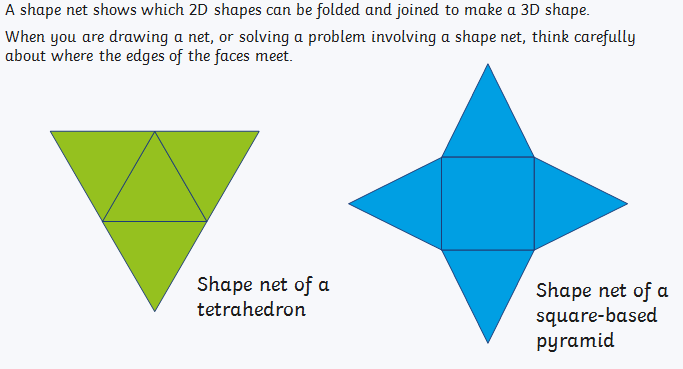 A shape net shows which 2D shapes can be folded and joined to make a 3D shape.
When you are drawing a net, or solving a problem involving a shape net, think carefully
about where the edges of the faces meet.
Shape net of a
tetrahedron
Shape net of a
square-based
pyramid